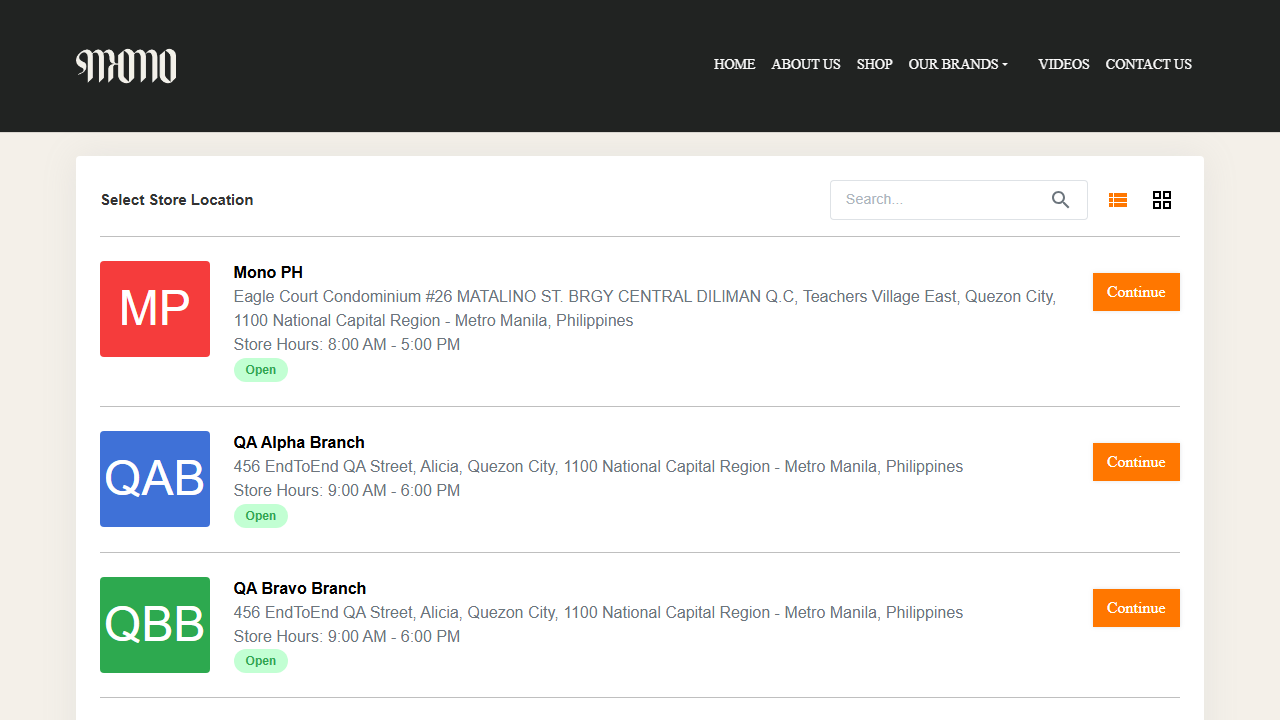 mono
HOME ABOUT US SHOP OUR BRANDS VIDEOS CONTACT US
Select Store Location
Search...
MP
Mono PH
Eagle Court Condominium #26 MATALINO ST. BRGY CENTRAL DILIMAN Q.C, Teachers Village East, Quezon City,
1100 National Capital Region - Metro Manila, Philippines
Store Hours: 8:00 AM - 5:00 PM
Open
Continue
QAB
QA Alpha Branch
456 EndToEnd QA Street, Alicia, Quezon City, 1100 National Capital Region - Metro Manila, Philippines
Store Hours: 9:00 AM - 6:00 PM
Open
Continue
QBB
QA Bravo Branch
456 EndToEnd QA Street, Alicia, Quezon City, 1100 National Capital Region - Metro Manila, Philippines
Store Hours: 9:00 AM - 6:00 PM
Open
Continue